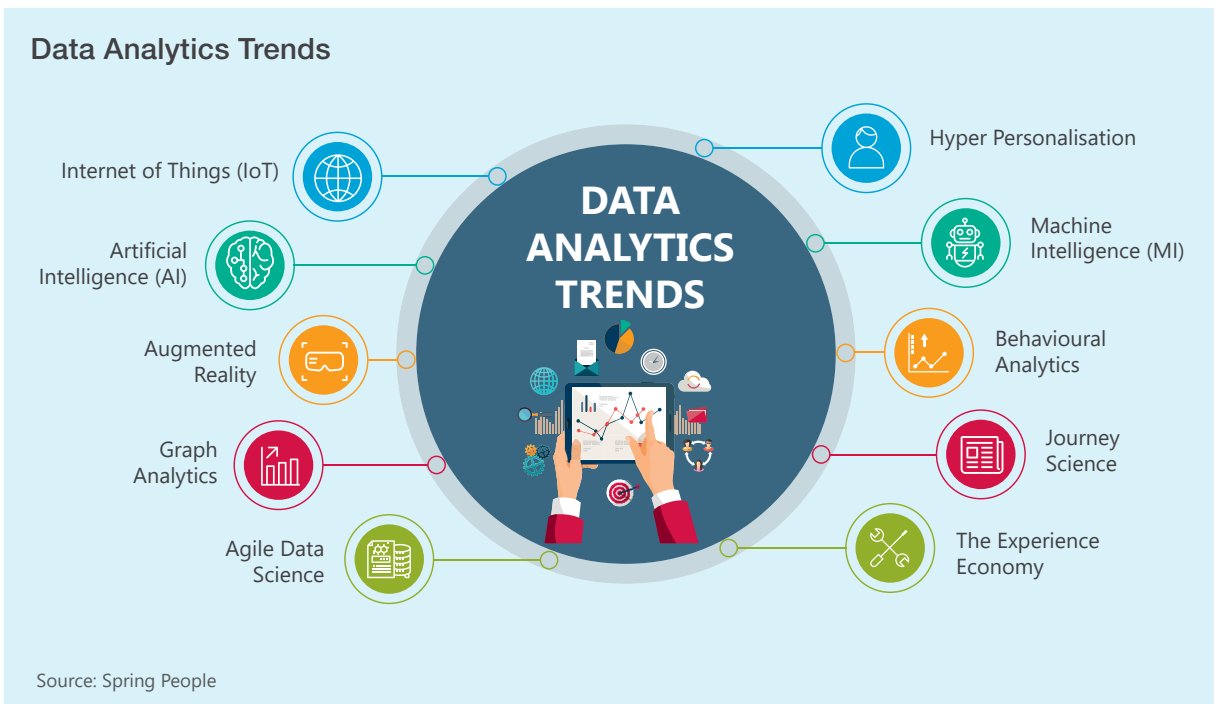 Data Analytics Trends
DATA
ANALYTICS
TRENDS
Internet of Things (IoT)
Artificial
Intelligence (AI)
Augmented
Reality
Graph
Analytics
Agile Data
Science
Hyper Personalisation
Machine
Intelligence (MI)
Behavioural
Analytics
Journey
Science
The Experience
Economy
Source: Spring People